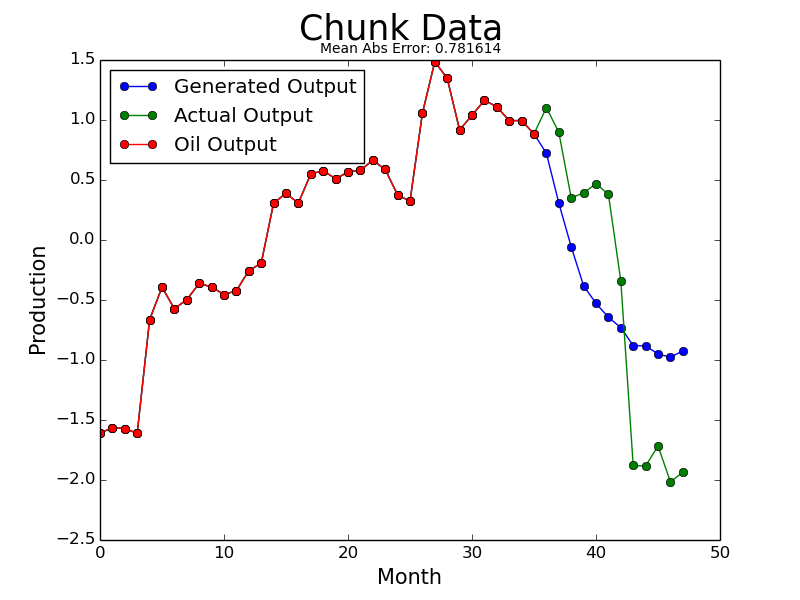 Chunk Data
Mean Abs Error: 0.781614
Generated Output
Actual Output
Oil Output
1.5
1.0
0.5
0.0
−0.5
−1.0
−1.5
−2.0
−2.5
Production
0 10 20 30 40 50
Month